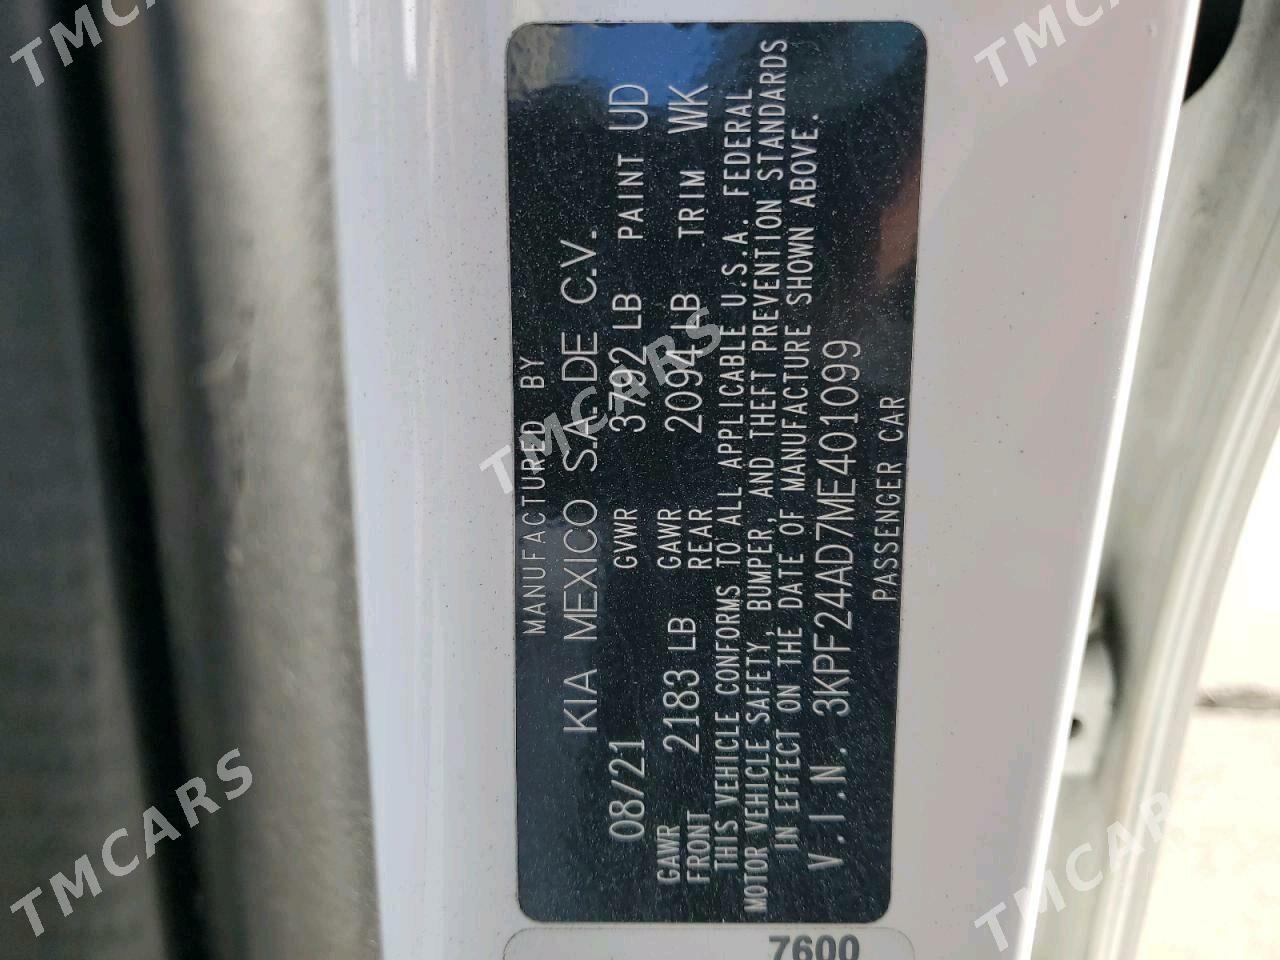 MANUFACTURED BY
KIA MEXICO S.A. DE C.V.
08/21 GVWR 3792 LB PAINT UD
GAWR FRONT 2183 LB GAWR REAR 2094 LB TRIM WK
THIS VEHICLE CONFORMS TO ALL APPLICABLE U.S.A. FEDERAL
MOTOR VEHICLE SAFETY, BUMPER, AND THEFT PREVENTION STANDARDS
IN EFFECT ON THE DATE OF MANUFACTURE SHOWN ABOVE.
V.I.N. 3KPF24AD7ME401099
PASSENGER CAR
7600
TMCARS
TMCARS
TMCARS
TMCARS
TMCARS